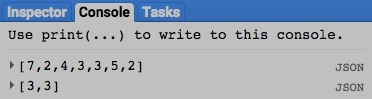 Inspector Console Tasks
Use print(...) to write to this console.
[7,2,4,3,3,5,2] JSON
[3,3] JSON